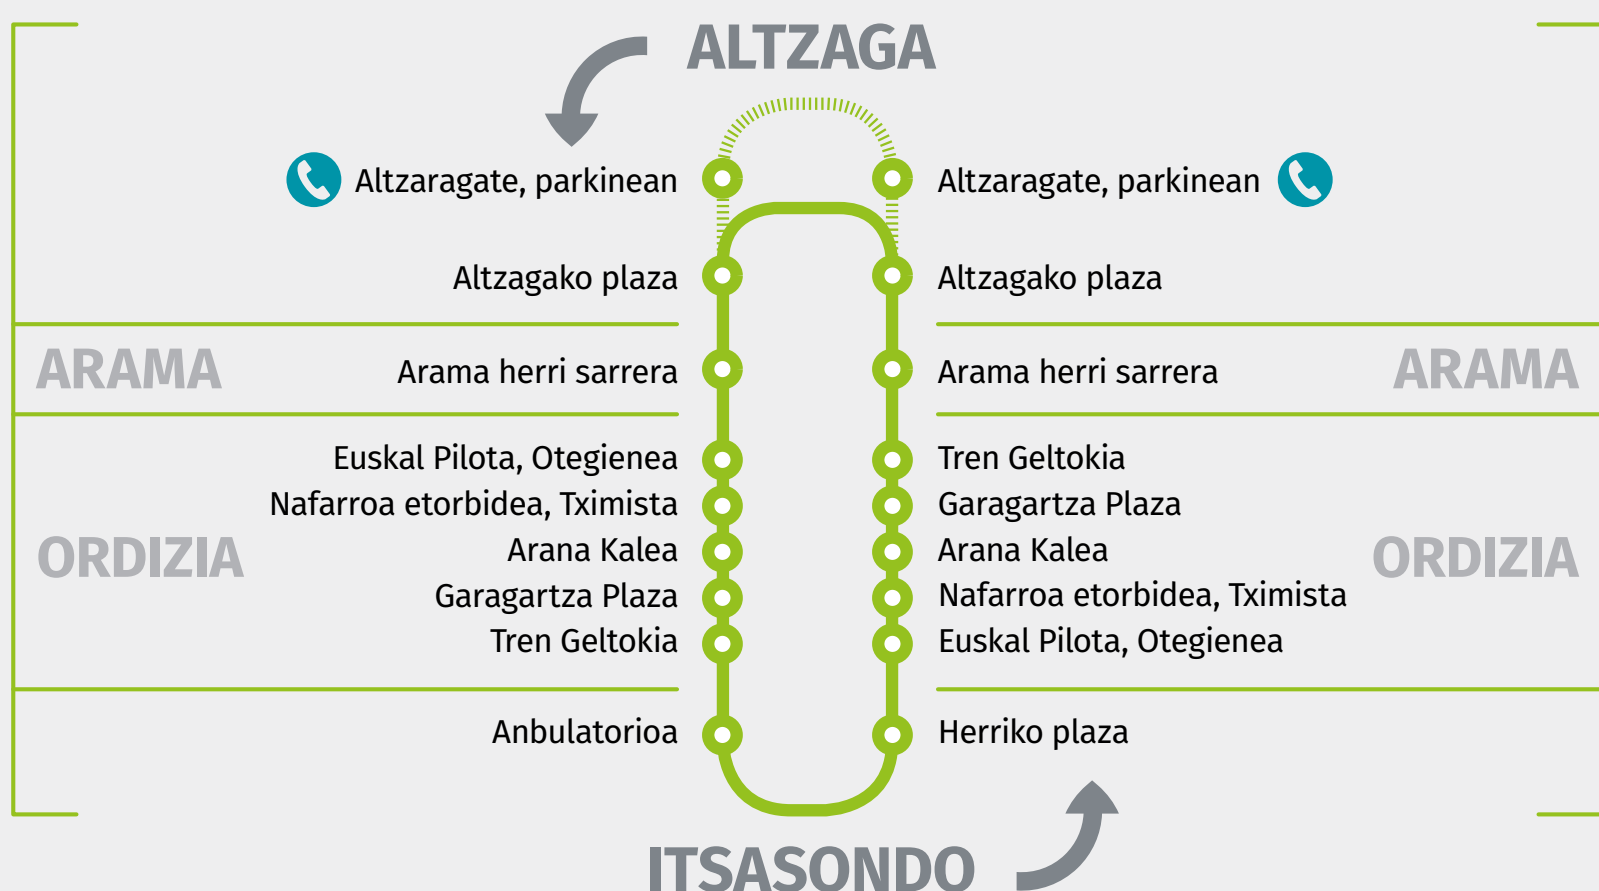 ALTZAGA
Altzaragate, parkinean
Altzaragate, parkinean
Altzagako plaza
Altzagako plaza
ARAMA
Arama herri sarrera
Arama herri sarrera
ARAMA
Euskal Pilota, Otegienea
Tren Geltokia
Nafarroa etorbidea, Tximista
Garagartza Plaza
ORDIZIA
Arana Kalea
Arana Kalea
ORDIZIA
Garagartza Plaza
Nafarroa etorbidea, Tximista
Tren Geltokia
Euskal Pilota, Otegienea
Anbulatorioa
Herriko plaza
ITSASONDO